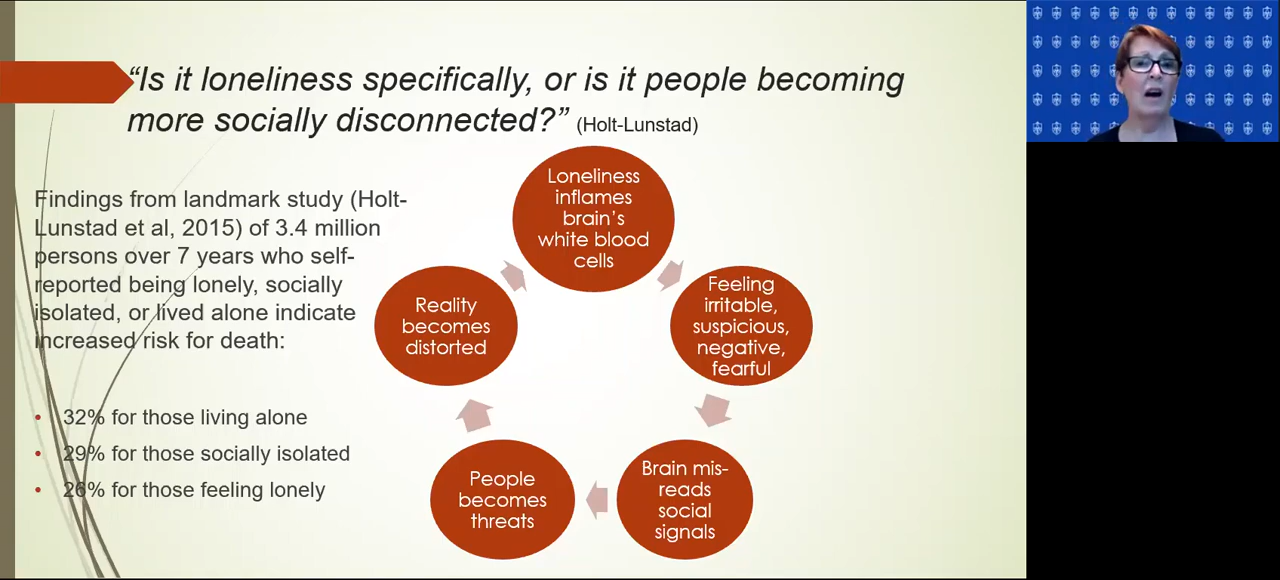 “Is it loneliness specifically, or is it people becoming
more socially disconnected?” (Holt-Lunstad)
Findings from landmark study (Holt-
Lunstad et al, 2015) of 3.4 million
persons over 7 years who self-
reported being lonely, socially
isolated, or lived alone indicate
increased risk for death:
• 32% for those living alone
• 29% for those socially isolated
• 26% for those feeling lonely
Loneliness
inflames
brain’s
white blood
cells
Feeling
irritable,
suspicious,
negative,
fearful
Brain mis-
reads
social
signals
People
becomes
threats
Reality
becomes
distorted